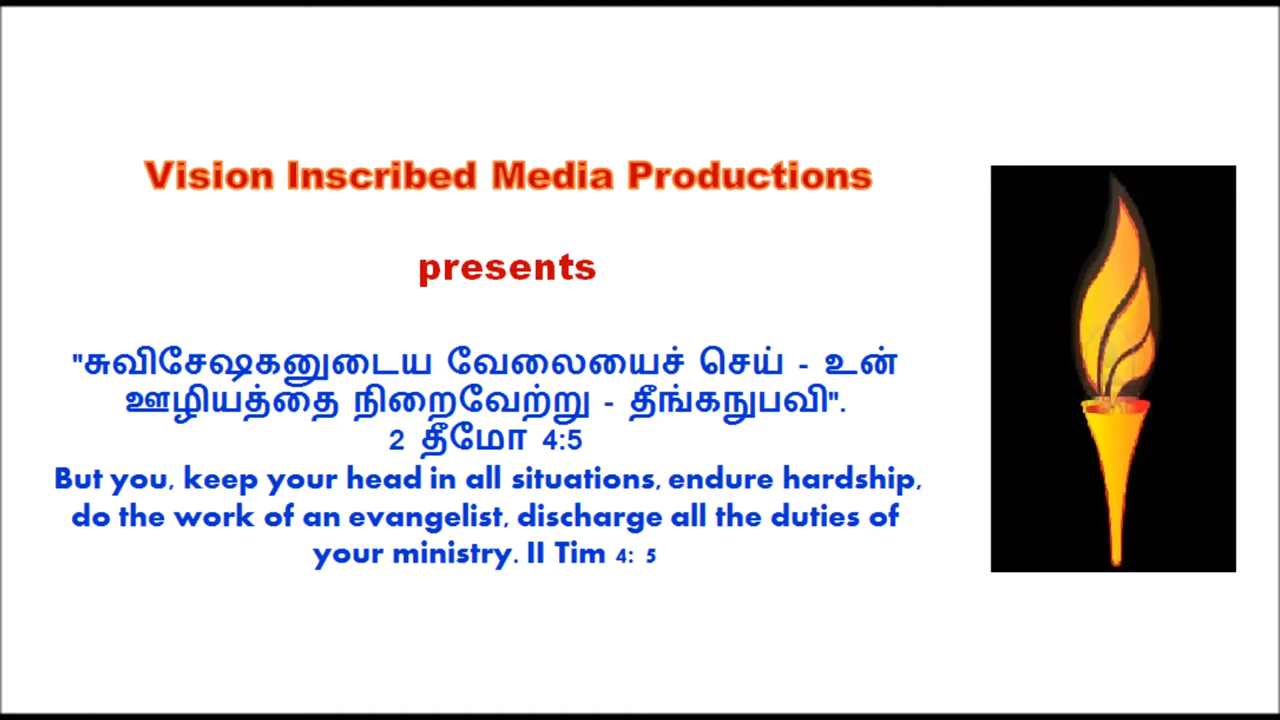 Vision Inscribed Media Productions
presents
"சுவிசேஷகனுடைய வேலையைச் செய் - உன்
ஊழியத்தை நிறைவேற்று - தீங்கநுபவி".
2 தீமோ 4:5
But you, keep your head in all situations, endure hardship,
do the work of an evangelist, discharge all the duties of
your ministry. II Tim 4: 5